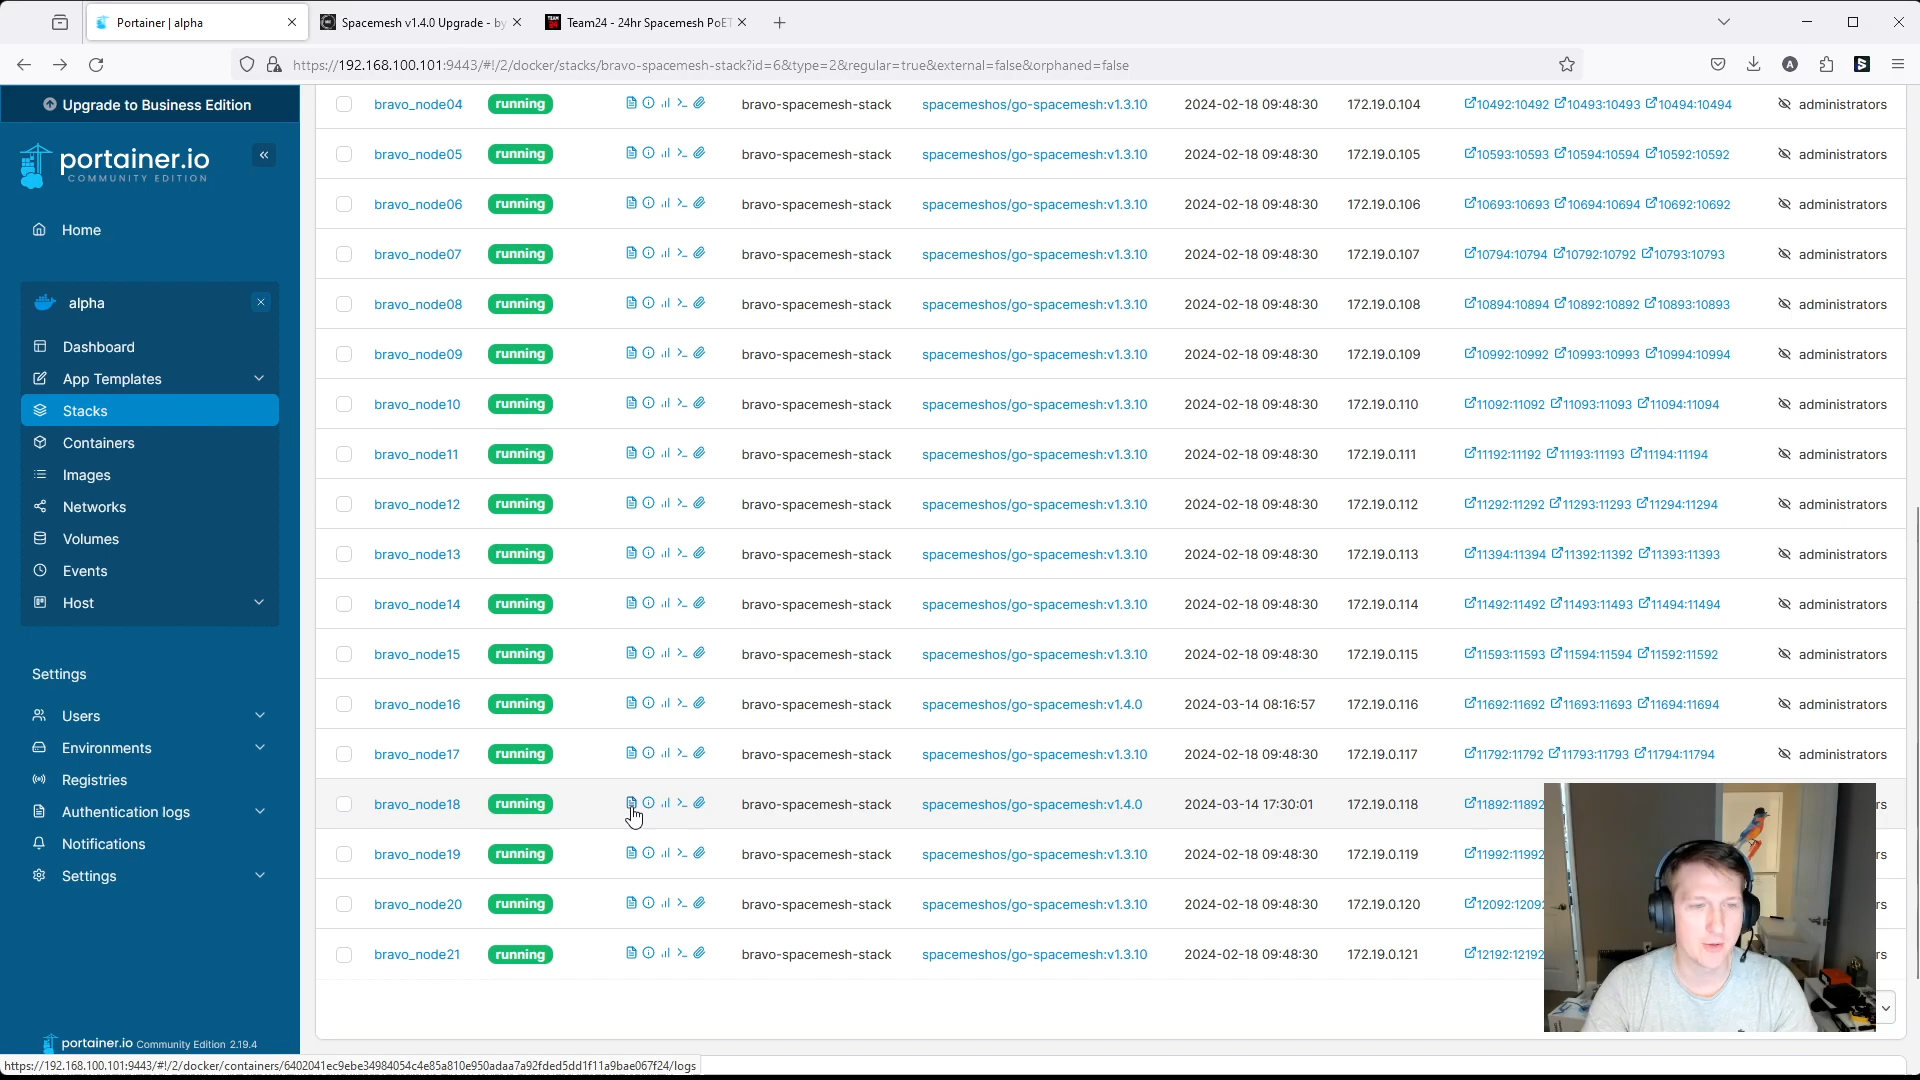 Portainer | alpha
Spacemesh v1.4.0 Upgrade - by
Team24 - 24hr Spacemesh PoET
https://192.168.100.101:9443/#!/2/docker/stacks/bravo-spacemesh-stack?id=6&type=2&regular=true&external=false&orphaned=false
Upgrade to Business Edition
portainer.io
COMMUNITY EDITION
Home
alpha
Dashboard
App Templates
Stacks
Containers
Images
Networks
Volumes
Events
Host
Settings
Users
Environments
Registries
Authentication logs
Notifications
Settings
portainer.io Community Edition 2.19.4
bravo_node04 running bravo-spacemesh-stack spacemeshos/go-spacemesh:v1.3.10 2024-02-18 09:48:30 172.19.0.104 10492:10492 10493:10493 10494:10494 administrators
bravo_node05 running bravo-spacemesh-stack spacemeshos/go-spacemesh:v1.3.10 2024-02-18 09:48:30 172.19.0.105 10593:10593 10594:10594 10592:10592 administrators
bravo_node06 running bravo-spacemesh-stack spacemeshos/go-spacemesh:v1.3.10 2024-02-18 09:48:30 172.19.0.106 10693:10693 10694:10694 10692:10692 administrators
bravo_node07 running bravo-spacemesh-stack spacemeshos/go-spacemesh:v1.3.10 2024-02-18 09:48:30 172.19.0.107 10794:10794 10792:10792 10793:10793 administrators
bravo_node08 running bravo-spacemesh-stack spacemeshos/go-spacemesh:v1.3.10 2024-02-18 09:48:30 172.19.0.108 10894:10894 10892:10892 10893:10893 administrators
bravo_node09 running bravo-spacemesh-stack spacemeshos/go-spacemesh:v1.3.10 2024-02-18 09:48:30 172.19.0.109 10992:10992 10993:10993 10994:10994 administrators
bravo_node10 running bravo-spacemesh-stack spacemeshos/go-spacemesh:v1.3.10 2024-02-18 09:48:30 172.19.0.110 11092:11092 11093:11093 11094:11094 administrators
bravo_node11 running bravo-spacemesh-stack spacemeshos/go-spacemesh:v1.3.10 2024-02-18 09:48:30 172.19.0.111 11192:11192 11193:11193 11194:11194 administrators
bravo_node12 running bravo-spacemesh-stack spacemeshos/go-spacemesh:v1.3.10 2024-02-18 09:48:30 172.19.0.112 11292:11292 11293:11293 11294:11294 administrators
bravo_node13 running bravo-spacemesh-stack spacemeshos/go-spacemesh:v1.3.10 2024-02-18 09:48:30 172.19.0.113 11394:11394 11392:11392 11393:11393 administrators
bravo_node14 running bravo-spacemesh-stack spacemeshos/go-spacemesh:v1.3.10 2024-02-18 09:48:30 172.19.0.114 11492:11492 11493:11493 11494:11494 administrators
bravo_node15 running bravo-spacemesh-stack spacemeshos/go-spacemesh:v1.3.10 2024-02-18 09:48:30 172.19.0.115 11593:11593 11594:11594 11592:11592 administrators
bravo_node16 running bravo-spacemesh-stack spacemeshos/go-spacemesh:v1.4.0 2024-03-14 08:16:57 172.19.0.116 11692:11692 11693:11693 11694:11694 administrators
bravo_node17 running bravo-spacemesh-stack spacemeshos/go-spacemesh:v1.3.10 2024-02-18 09:48:30 172.19.0.117 11792:11792 11793:11793 11794:11794 administrators
bravo_node18 running bravo-spacemesh-stack spacemeshos/go-spacemesh:v1.4.0 2024-03-14 17:30:01 172.19.0.118 11892:11892 rs
bravo_node19 running bravo-spacemesh-stack spacemeshos/go-spacemesh:v1.3.10 2024-02-18 09:48:30 172.19.0.119 11992:11992 rs
bravo_node20 running bravo-spacemesh-stack spacemeshos/go-spacemesh:v1.3.10 2024-02-18 09:48:30 172.19.0.120 12092:12092 rs
bravo_node21 running bravo-spacemesh-stack spacemeshos/go-spacemesh:v1.3.10 2024-02-18 09:48:30 172.19.0.121 12192:12192 rs
https://192.168.100.101:9443/#!/2/docker/containers/6402041ec9ebe34984054c4e85a810e950adaa7a92fded5dd1f11a9bae067f24/logs